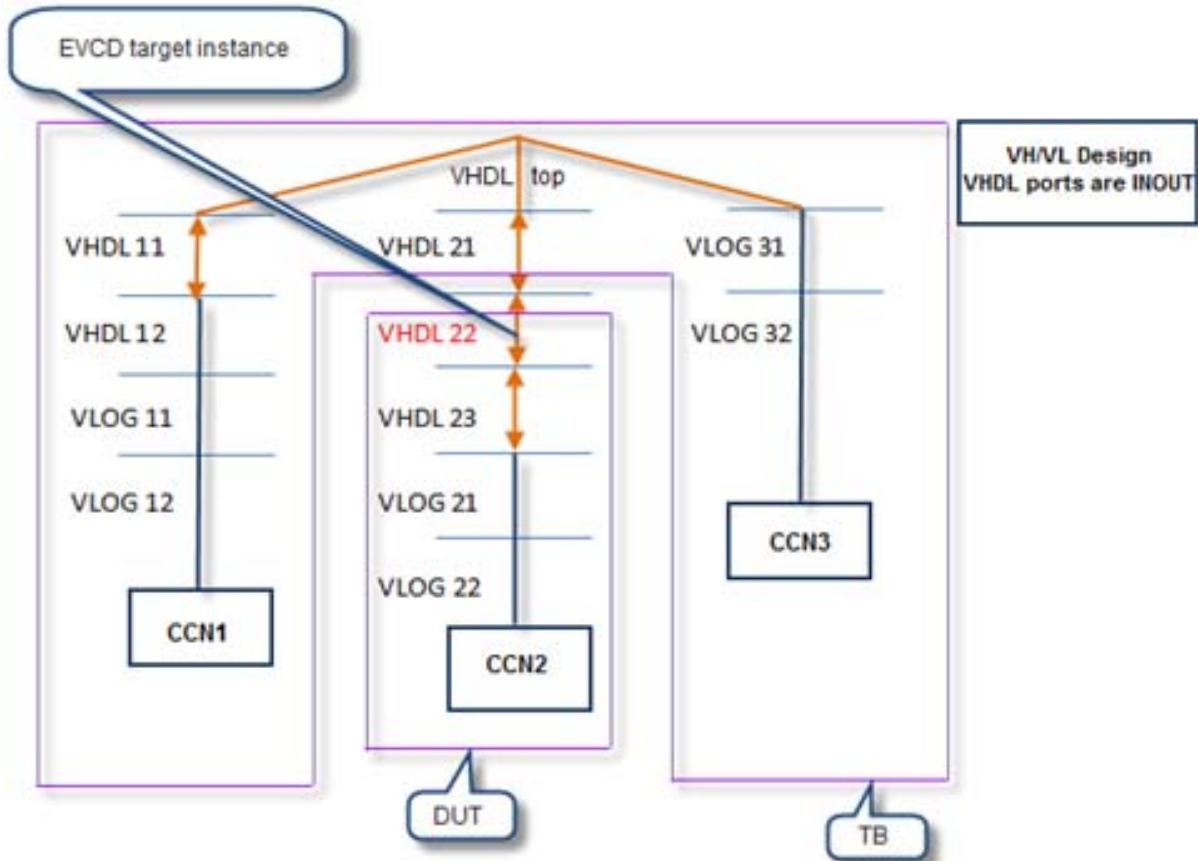 EVCD target instance
VH/VL Design
VHDL ports are INOUT
VHDL top
VHDL 11
VHDL 21
VLOG 31
VHDL 12
VHDL 22
VLOG 32
VLOG 11
VHDL 23
VLOG 12
VLOG 21
CCN3
VLOG 22
CCN1
CCN2
DUT
TB